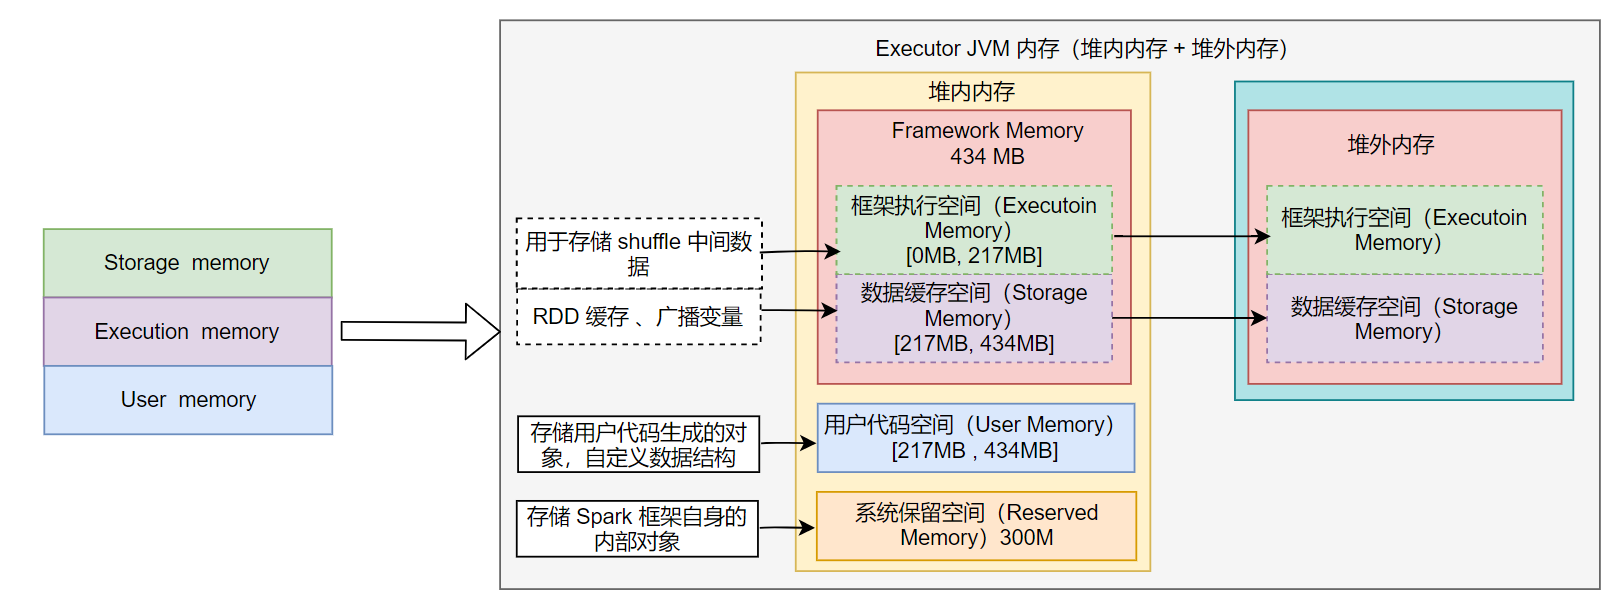 Executor JVM 内存（堆内内存 + 堆外内存）
堆内内存
Framework Memory
434 MB
堆外内存
框架执行空间（Executoin
Memory）
[0MB, 217MB]
框架执行空间（Executoin
Memory）
用于存储 shuffle 中间数
据
Storage memory
数据缓存空间（Storage
Memory）
[217MB, 434MB]
数据缓存空间（Storage
Memory）
RDD 缓存 、广播变量
Execution memory
User memory
存储用户代码生成的对
象，自定义数据结构
用户代码空间（User Memory）
[217MB , 434MB]
存储 Spark 框架自身的
内部对象
系统保留空间（Reserved
Memory）300M